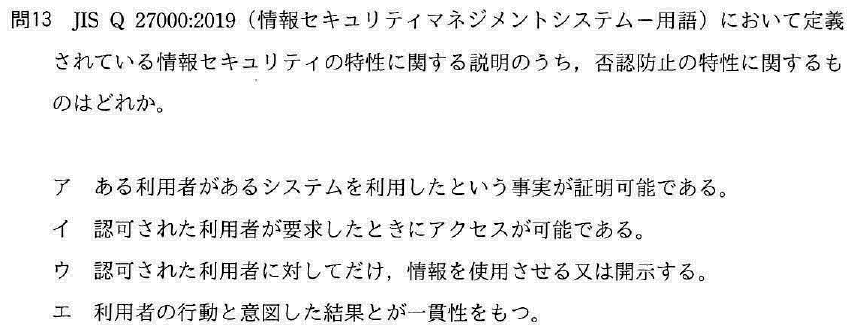 問13 JIS Q 27000:2019（情報セキュリティマネジメントシステム－用語）において定義
されている情報セキュリティの特性に関する説明のうち，否認防止の特性に関するも
のはどれか。
ア ある利用者があるシステムを利用したという事実が証明可能である。
イ 認可された利用者が要求したときにアクセスが可能である。
ウ 認可された利用者に対してだけ，情報を使用させる又は開示する。
エ 利用者の行動と意図した結果とが一貫性をもつ。